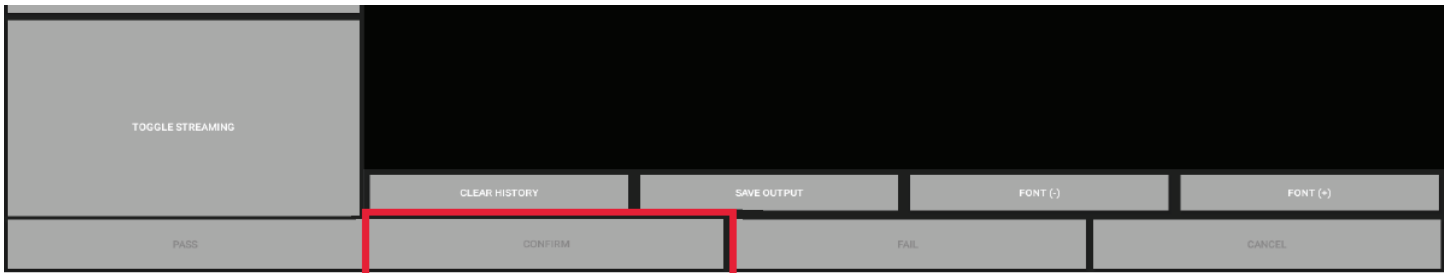 TOGGLE STREAMING
CLEAR HISTORY
SAVE OUTPUT
FONT (-)
FONT (+)
PASS
CONFIRM
FAIL
CANCEL